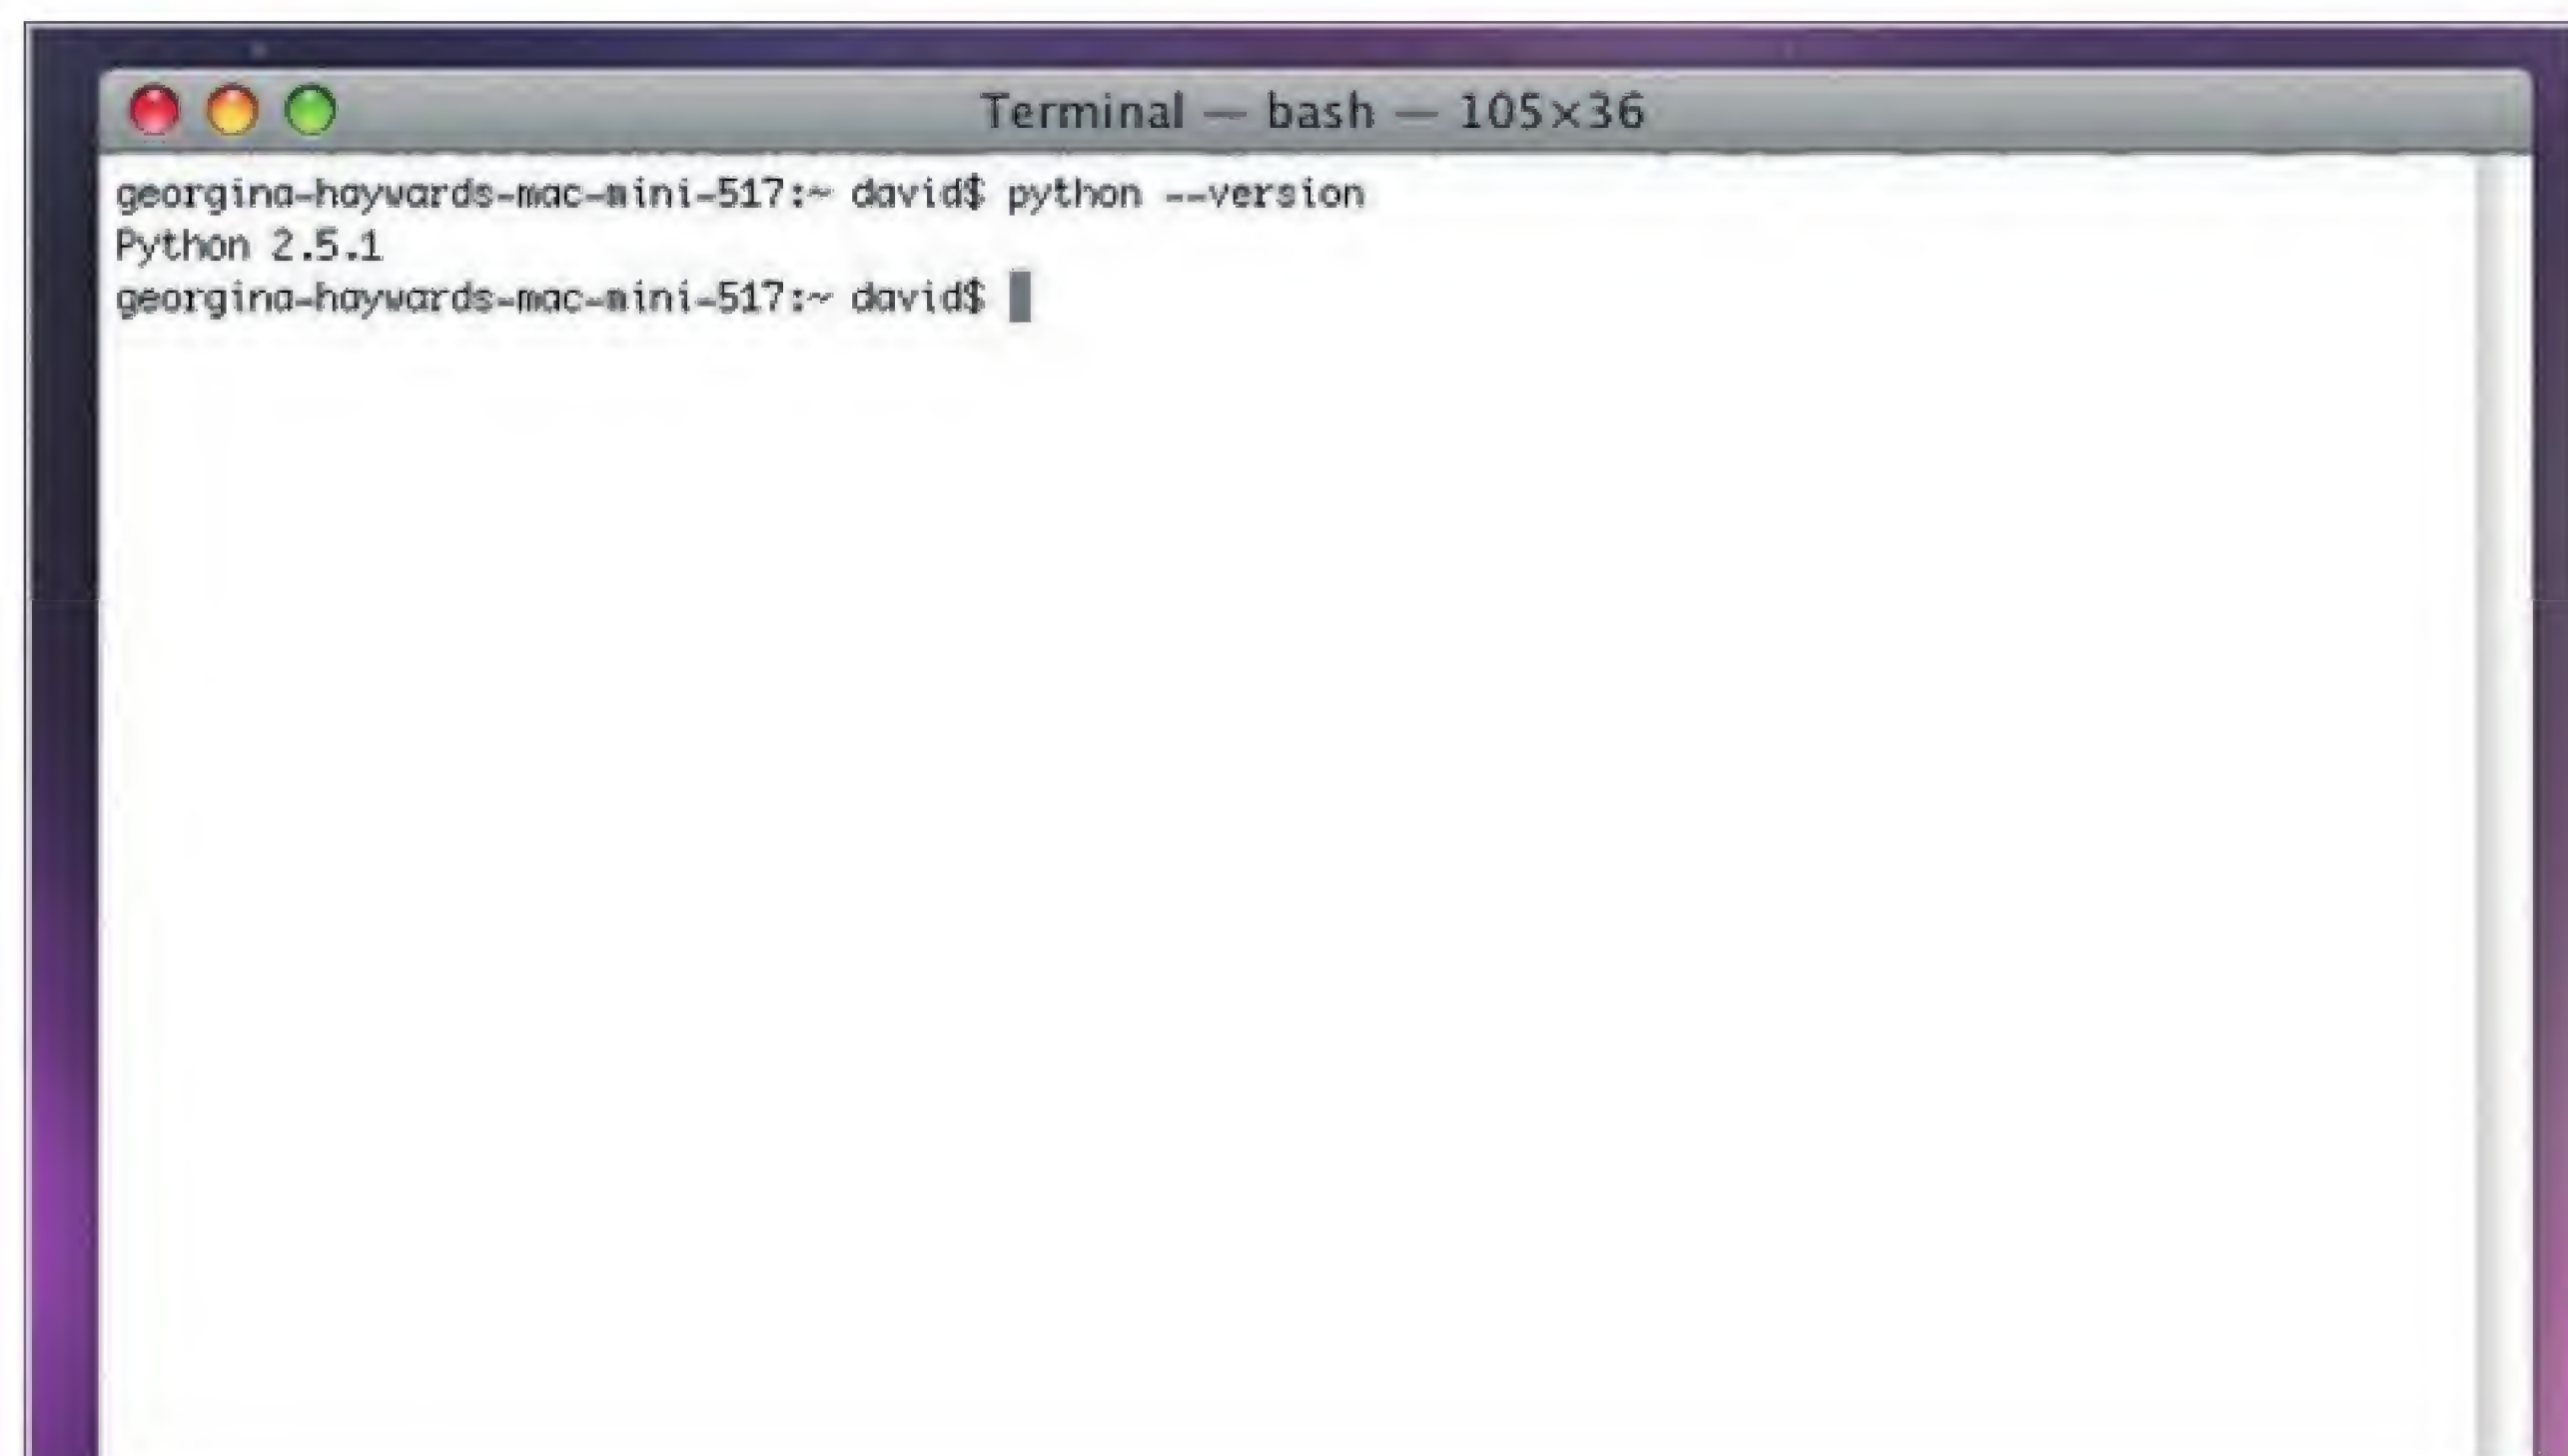 Terminal — bash — 105×36
georgina-haywards-mac-mini-517:~ david$ python --version
Python 2.5.1
georgina-haywards-mac-mini-517:~ david$